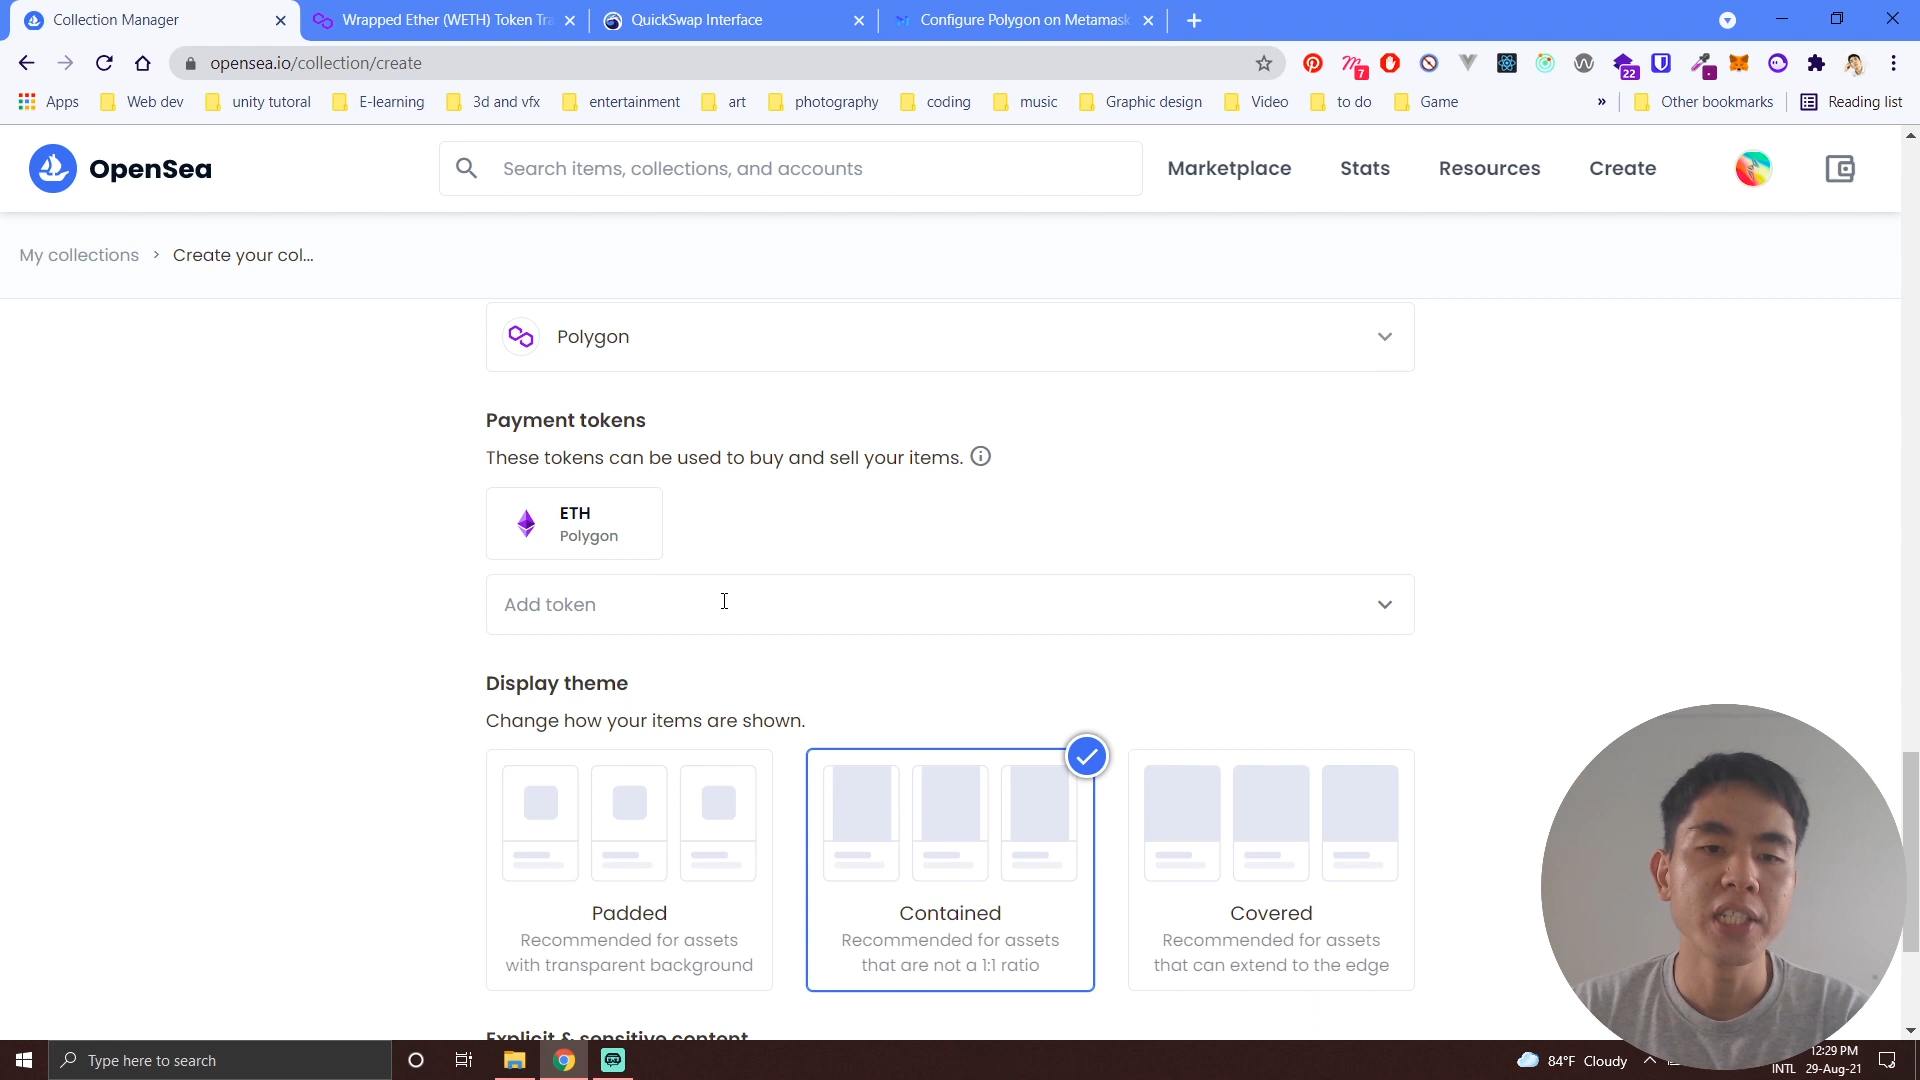 Collection Manager
Wrapped Ether (WETH) Token Tra
QuickSwap Interface
Configure Polygon on Metamask
opensea.io/collection/create
7
22
Apps
Web dev
unity tutorial
E-learning
3d and vfx
entertainment
art
photography
coding
music
Graphic design
Video
to do
Game
»
Other bookmarks
Reading list
OpenSea
Search items, collections, and accounts
Marketplace
Stats
Resources
Create
My collections > Create your col...
Polygon
Payment tokens
These tokens can be used to buy and sell your items.
ETH
Polygon
Add token
Display theme
Change how your items are shown.
Padded
Recommended for assets
with transparent background
Contained
Recommended for assets
that are not a 1:1 ratio
Covered
Recommended for assets
that can extend to the edge
Explicit & sensitive content
Type here to search
84°F Cloudy
INTL
12:29 PM
29-Aug-21